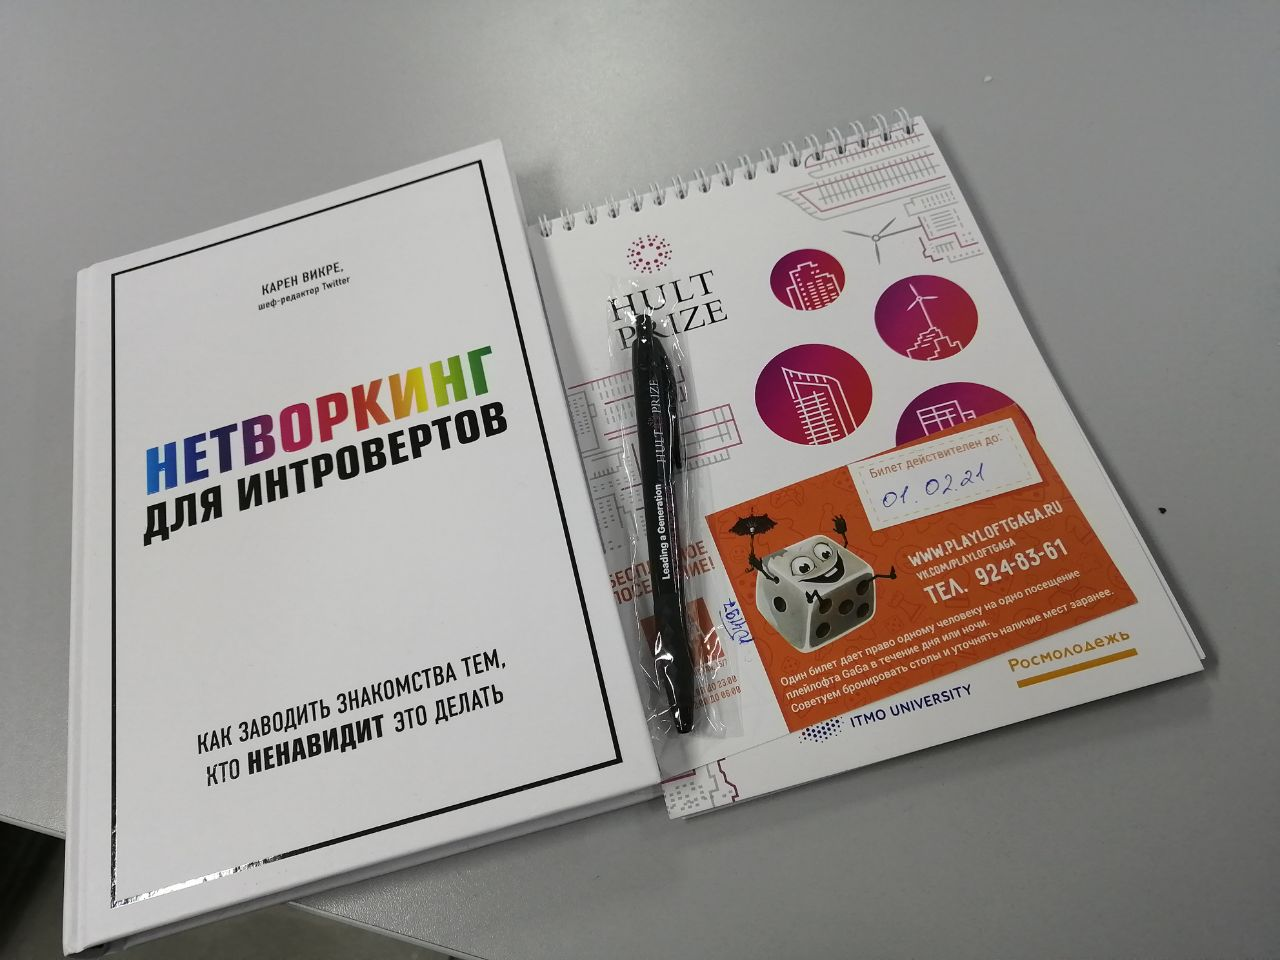 КАРЕН ВИКРЕ,
шеф-редактор Twitter
НЕТВОРКИНГ
ДЛЯ ИНТРОВЕРТОВ
КАК ЗАВОДИТЬ ЗНАКОМСТВА ТЕМ,
КТО НЕНАВИДИТ ЭТО ДЕЛАТЬ
HULT
PRIZE
Leading a Generation HULT PRIZE
Билет действителен до:
01.02.21
WWW.PLAYLOFTGAGA.RU
VK.COM/PLAYLOFTGAGA
ТЕЛ. 924-83-61
Один билет дает право одному человеку на одно посещение
плейлофта GaGa в течение дня или ночи.
Советуем бронировать столы и уточнять наличие мест заранее.
ITMO UNIVERSITY
Росмолодежь